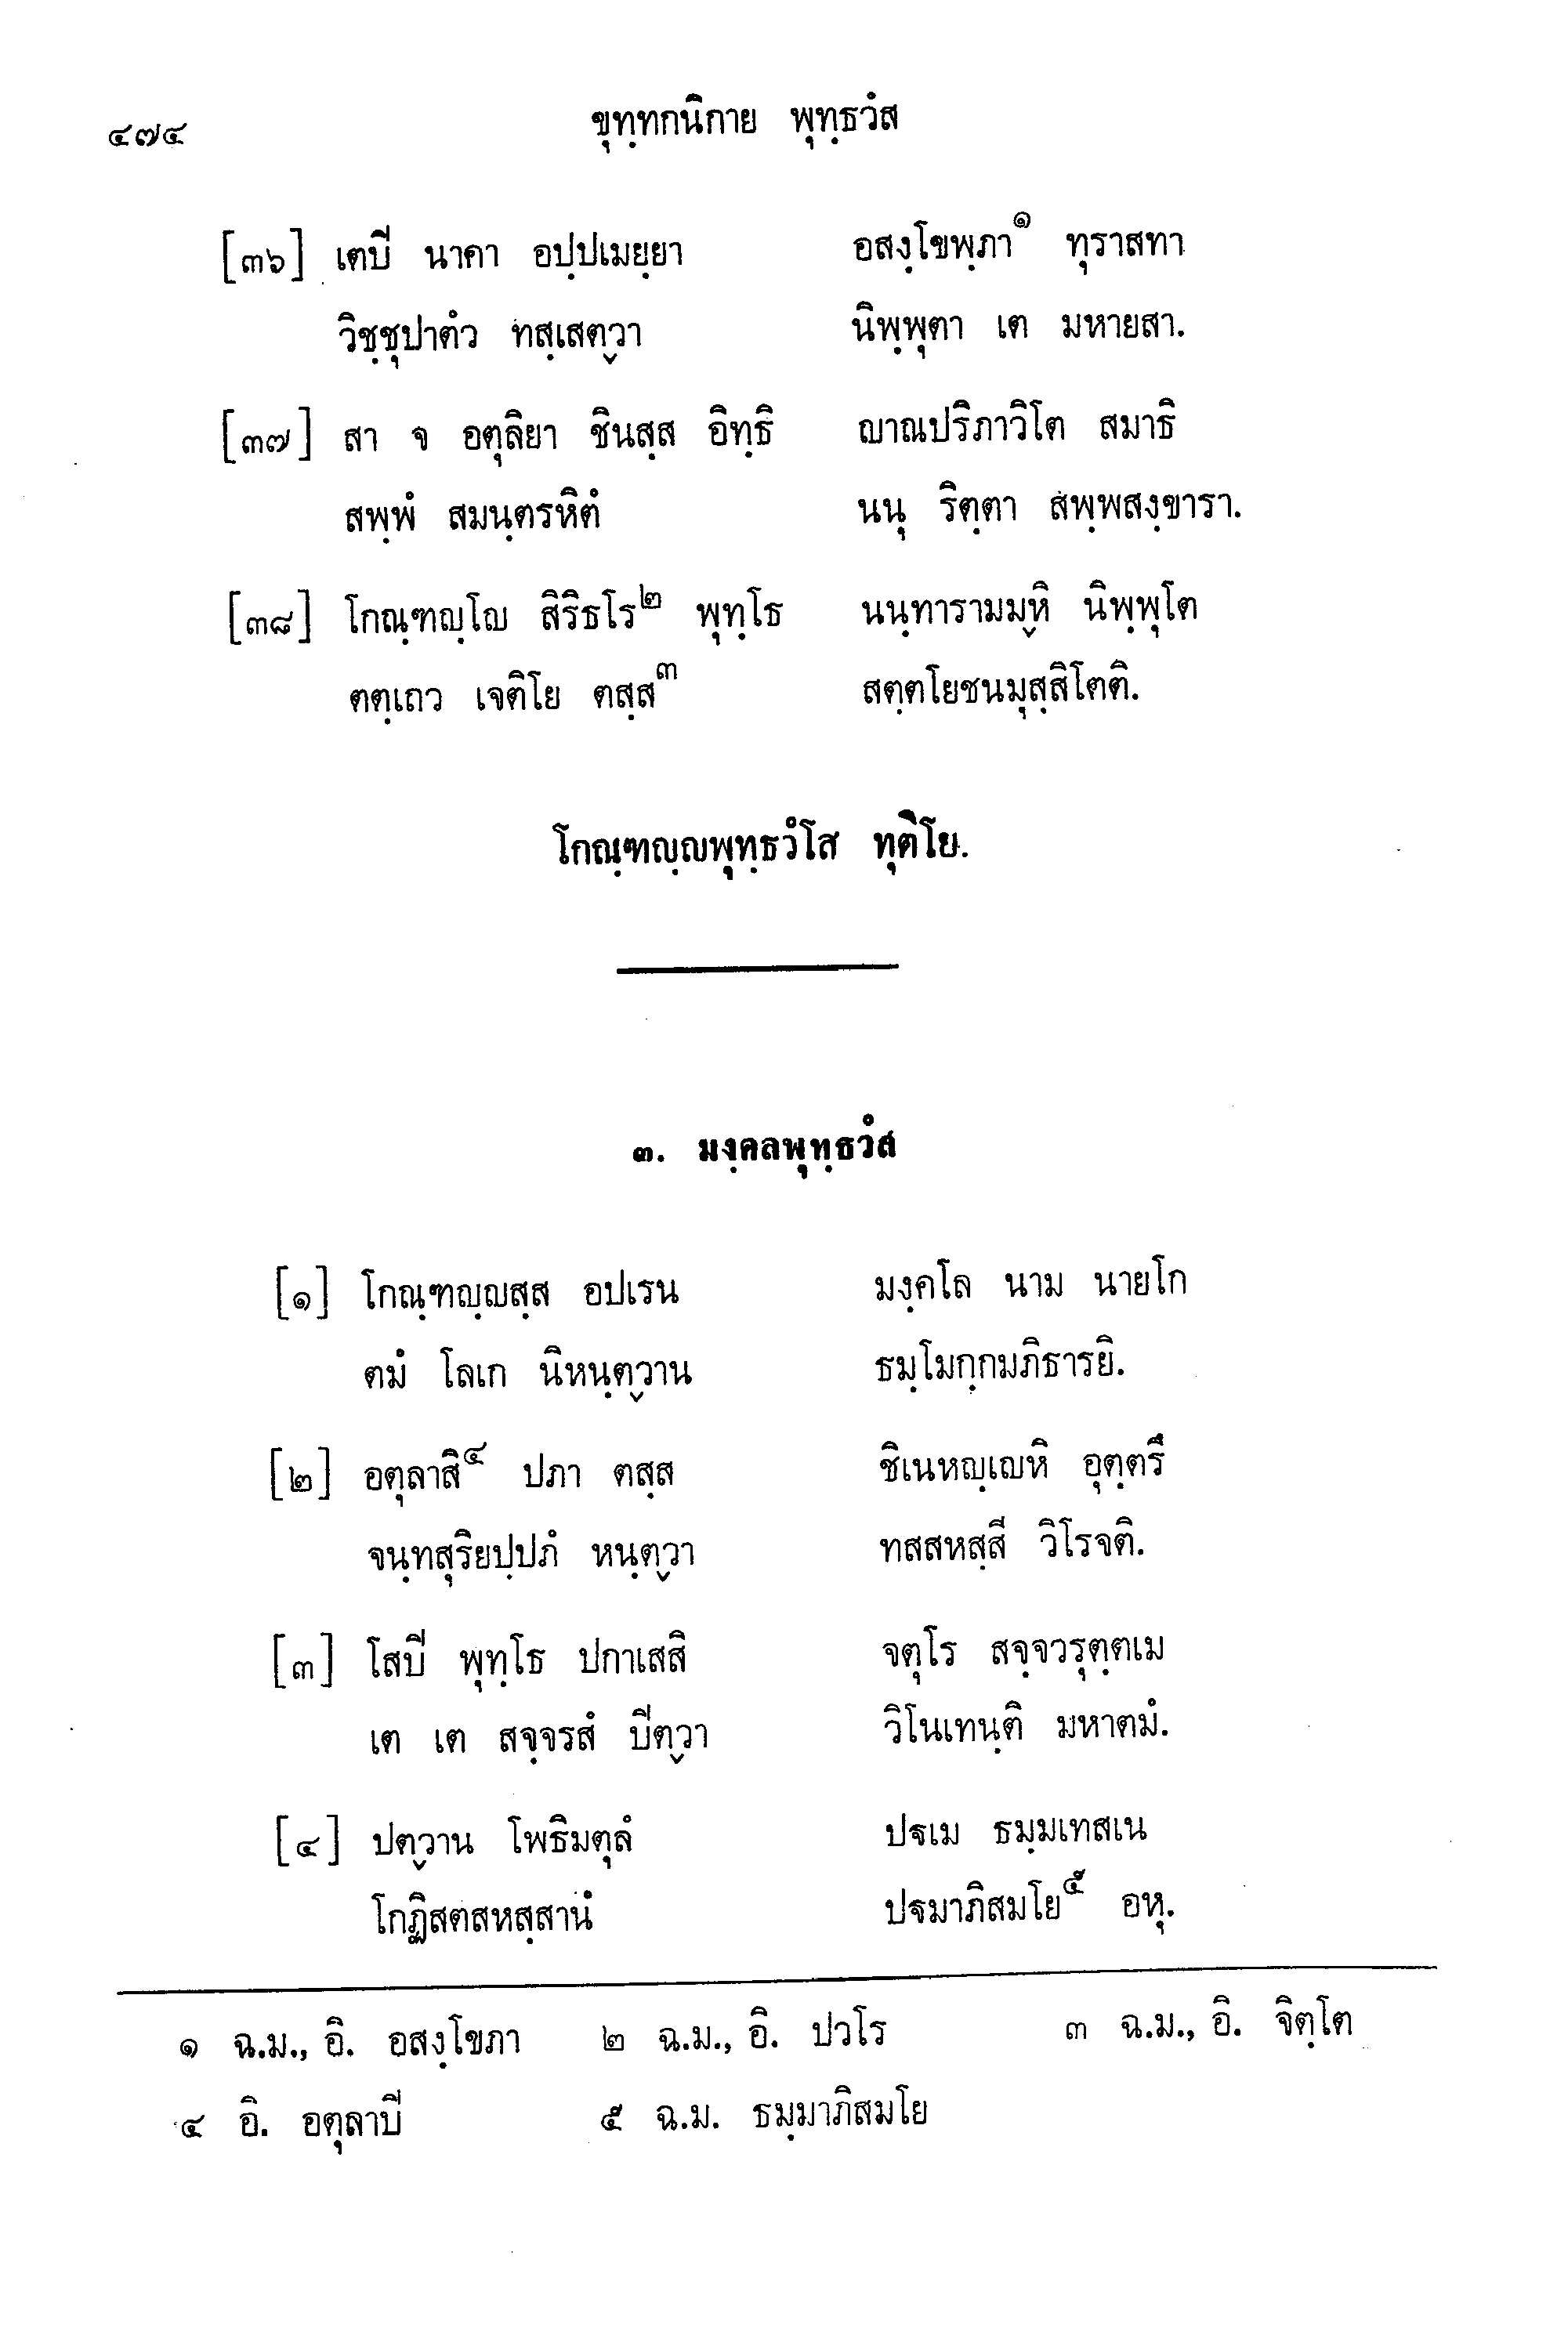 ๔๗๔ ขุทฺทกนิกาย พุทฺธวํส
[๓๖] เตปี นาคา อปฺปเมยฺยา อสงฺโขพฺภา๑ ทุราสทา
วิชฺชุปาตํว ทสฺเสตฺวา นิพฺพุตา เต มหายสา.
[๓๗] สา จ อตุลิยา ชินสฺส อิทฺธิ ญาณปริภาวิโต สมาธิ
สพฺพํ สมนฺตรหิตํ นนุ ริตฺตา สพฺพสงฺขารา.
[๓๘] โกณฺฑญฺโญ สิริธโร๒ พุทฺโธ นนฺทารามมฺหิ นิพฺพุโต
ตตฺเถว เจติโย ตสฺส๓ สตฺตโยชนมุสฺสิโตติ.
โกณฺฑญฺญพุทฺธวํโส ทุติโย.
๓. มงฺคลพุทฺธวํส
[๑] โกณฺฑญฺญสฺส อปเรน มงฺคโล นาม นายโก
ตมํ โลเก นิหนฺตฺวาน ธมฺโมกฺกมภิธารยิ.
[๒] อตุลาสิ๔ ปภา ตสฺส ชิเนหญฺเญหิ อุตฺตรึ
จนฺทสุริยปฺปภํ หนฺตฺวา ทสสหสฺสี วิโรจติ.
[๓] โสปี พุทฺโธ ปกาเสสิ จตุโร สจฺจวรุตฺตเม
เต เต สจฺจรสํ ปีตฺวา วิโนเทนฺติ มหาตมํ.
[๔] ปตฺวาน โพธิมตุลํ ปฐเม ธมฺมเทสเน
โกฏิสตสหสฺสานํ ปฐมาภิสมโย๕ อหุ.
๑ ฉ.ม., อิ. อสงฺโขภา ๒ ฉ.ม., อิ. ปวโร ๓ ฉ.ม., อิ. จิตฺโต
๔ อิ. อตุลาปี ๕ ฉ.ม. ธมฺมาภิสมโย